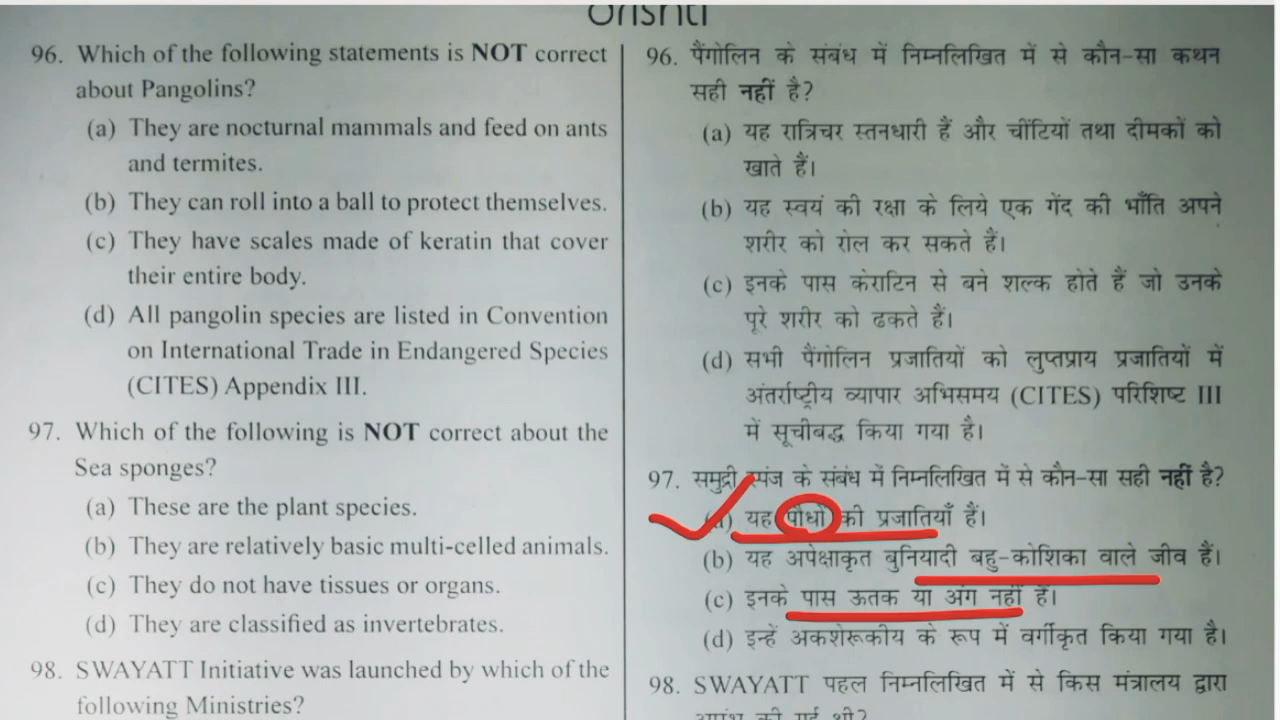 96. Which of the following statements is NOT correct
about Pangolins?
(a) They are nocturnal mammals and feed on ants
and termites.
(b) They can roll into a ball to protect themselves.
(c) They have scales made of keratin that cover
their entire body.
(d) All pangolin species are listed in Convention
on International Trade in Endangered Species
(CITES) Appendix III.
97. Which of the following is NOT correct about the
Sea sponges?
(a) These are the plant species.
(b) They are relatively basic multi-celled animals.
(c) They do not have tissues or organs.
(d) They are classified as invertebrates.
98. SWAYATT Initiative was launched by which of the
following Ministries?
96. पैंगोलिन के संबंध में निम्नलिखित में से कौन-सा कथन
सही नहीं है?
(a) यह रात्रिचर स्तनधारी हैं और चींटियों तथा दीमकों को
खाते हैं।
(b) यह स्वयं की रक्षा के लिये एक गेंद की भाँति अपने
शरीर को रोल कर सकते हैं।
(c) इनके पास केराटिन से बने शल्क होते हैं जो उनके
पूरे शरीर को ढकते हैं।
(d) सभी पैंगोलिन प्रजातियों को लुप्तप्राय प्रजातियों में
अंतर्राष्ट्रीय व्यापार अभिसमय (CITES) परिशिष्ट III
में सूचीबद्ध किया गया है।
97. समुद्री स्पंज के संबंध में निम्नलिखित में से कौन-सा सही नहीं है?
यह पौधों की प्रजातियाँ हैं।
(b) यह अपेक्षाकृत बुनियादी बहु-कोशिका वाले जीव हैं।
(c) इनके पास ऊतक या अंग नहीं हैं।
(d) इन्हें अकशेरूकीय के रूप में वर्गीकृत किया गया है।
98. SWAYATT पहल निम्नलिखित में से किस मंत्रालय द्वारा